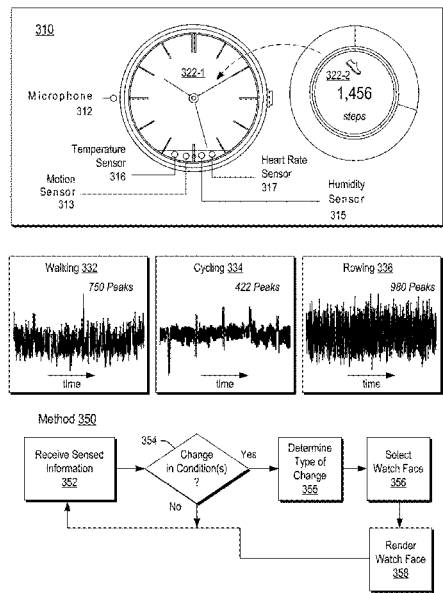 310
322-1
322-2
1,456
steps
Microphone
312
Temperature
Sensor
316
Motion
Sensor
313
Heart Rate
Sensor
317
Humidity
Sensor
315
Walking 332
750 Peaks
time
Cycling 334
422 Peaks
time
Rowing 336
980 Peaks
time
Method 350
Receive Sensed
Information
352
354
Change
in Condition(s)
?
Yes
No
Determine
Type of
Change
355
Select
Watch Face
356
Render
Watch Face
358